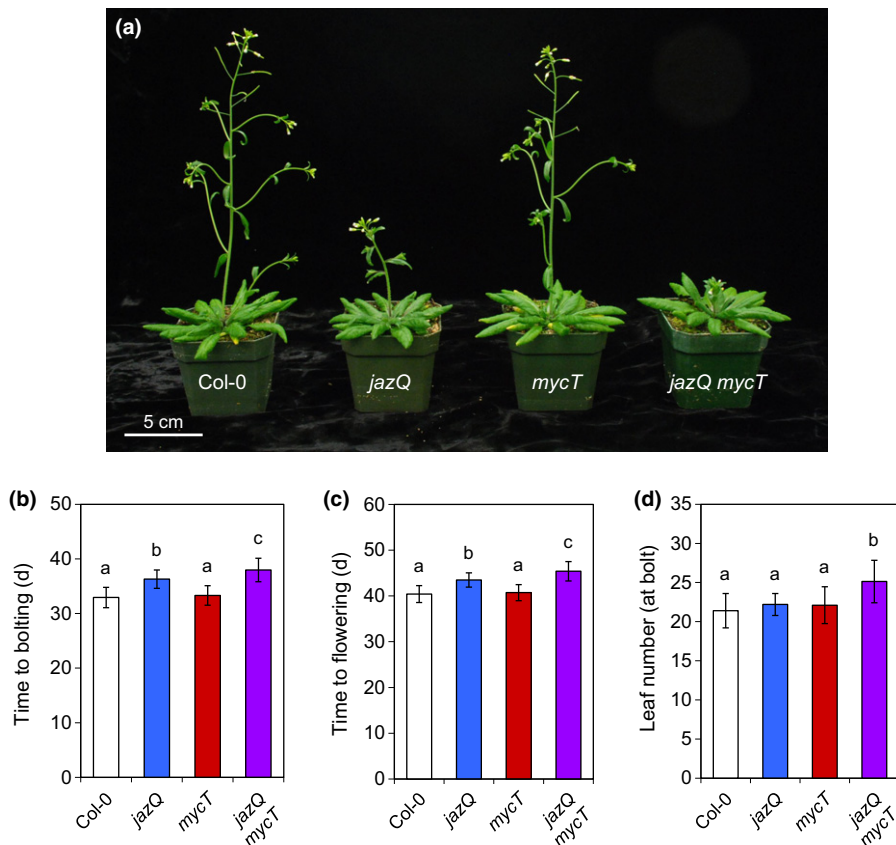 (a)
Col-0
jazQ
mycT
jazQ mycT
5 cm
(b)
Time to bolting (d)
50
40
30
20
10
0
a
b
a
c
Col-0
jazQ
mycT
jazQ
mycT
(c)
Time to flowering (d)
60
50
40
30
20
10
0
a
b
a
c
Col-0
jazQ
mycT
jazQ
mycT
(d)
Leaf number (at bolt)
35
30
25
20
15
10
5
0
a
a
a
b
Col-0
jazQ
mycT
jazQ
mycT